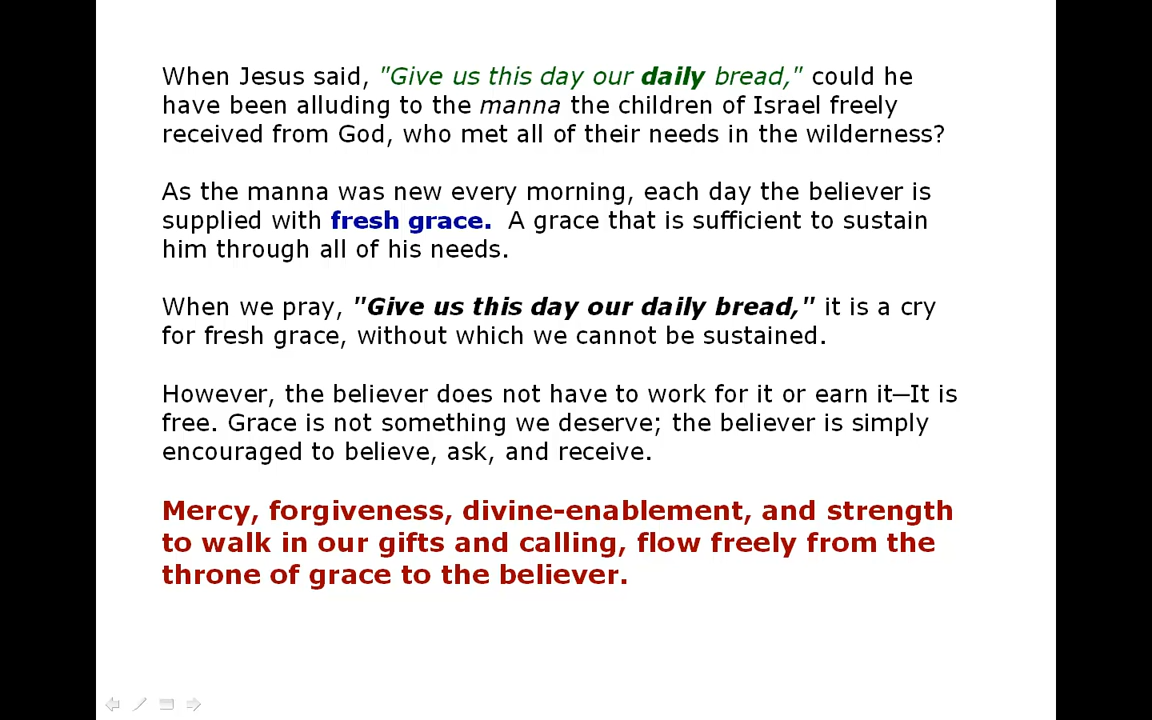 When Jesus said, "Give us this day our daily bread," could he
have been alluding to the manna the children of Israel freely
received from God, who met all of their needs in the wilderness?
As the manna was new every morning, each day the believer is
supplied with fresh grace.  A grace that is sufficient to sustain
him through all of his needs.
When we pray, "Give us this day our daily bread," it is a cry
for fresh grace, without which we cannot be sustained.
However, the believer does not have to work for it or earn it—It is
free. Grace is not something we deserve; the believer is simply
encouraged to believe, ask, and receive.
Mercy, forgiveness, divine-enablement, and strength
to walk in our gifts and calling, flow freely from the
throne of grace to the believer.